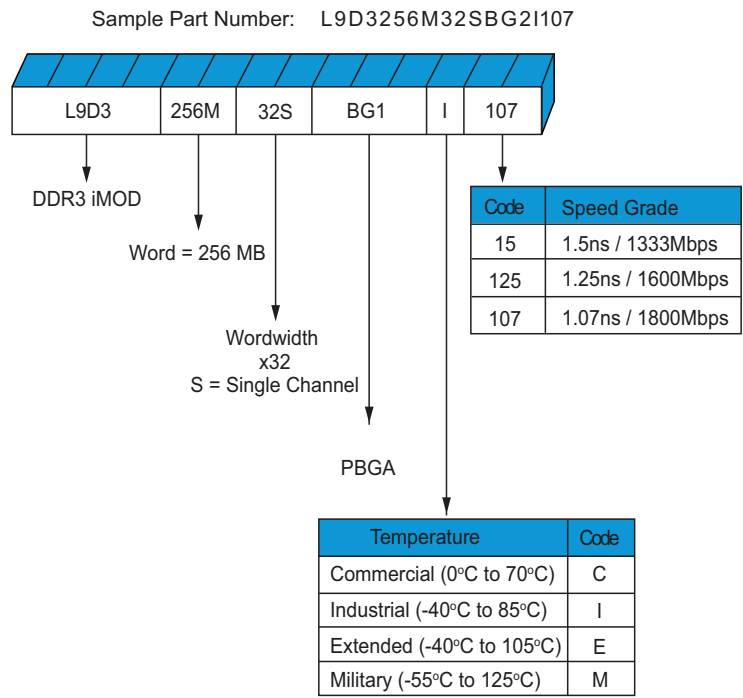 Sample Part Number: L9D3256M32SBG2I107
L9D3 256M 32S BG1 I 107
DDR3 iMOD
Word = 256 MB
Wordwidth
x32
S = Single Channel
PBGA
Code Speed Grade
15 1.5ns / 1333Mbps
125 1.25ns / 1600Mbps
107 1.07ns / 1800Mbps
Temperature Code
Commercial (0°C to 70°C) C
Industrial (-40°C to 85°C) I
Extended (-40°C to 105°C) E
Military (-55°C to 125°C) M